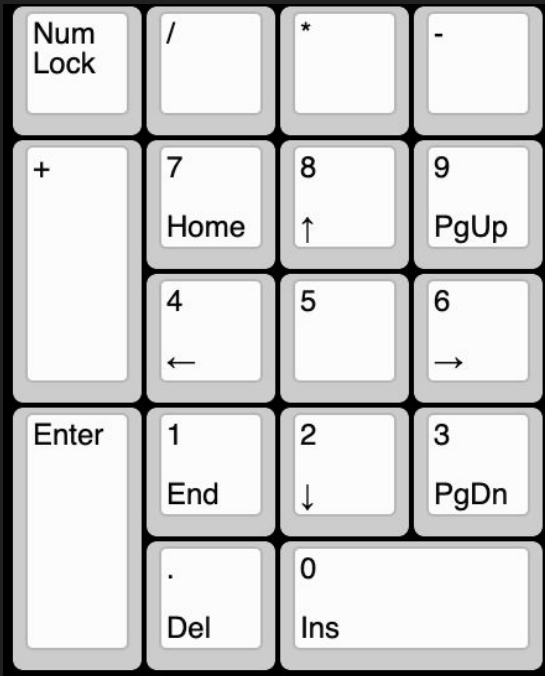 Num
Lock
/
*
-
+
7
Home
8
↑
9
PgUp
4
←
5
6
→
Enter
1
End
2
↓
3
PgDn
.
Del
0
Ins